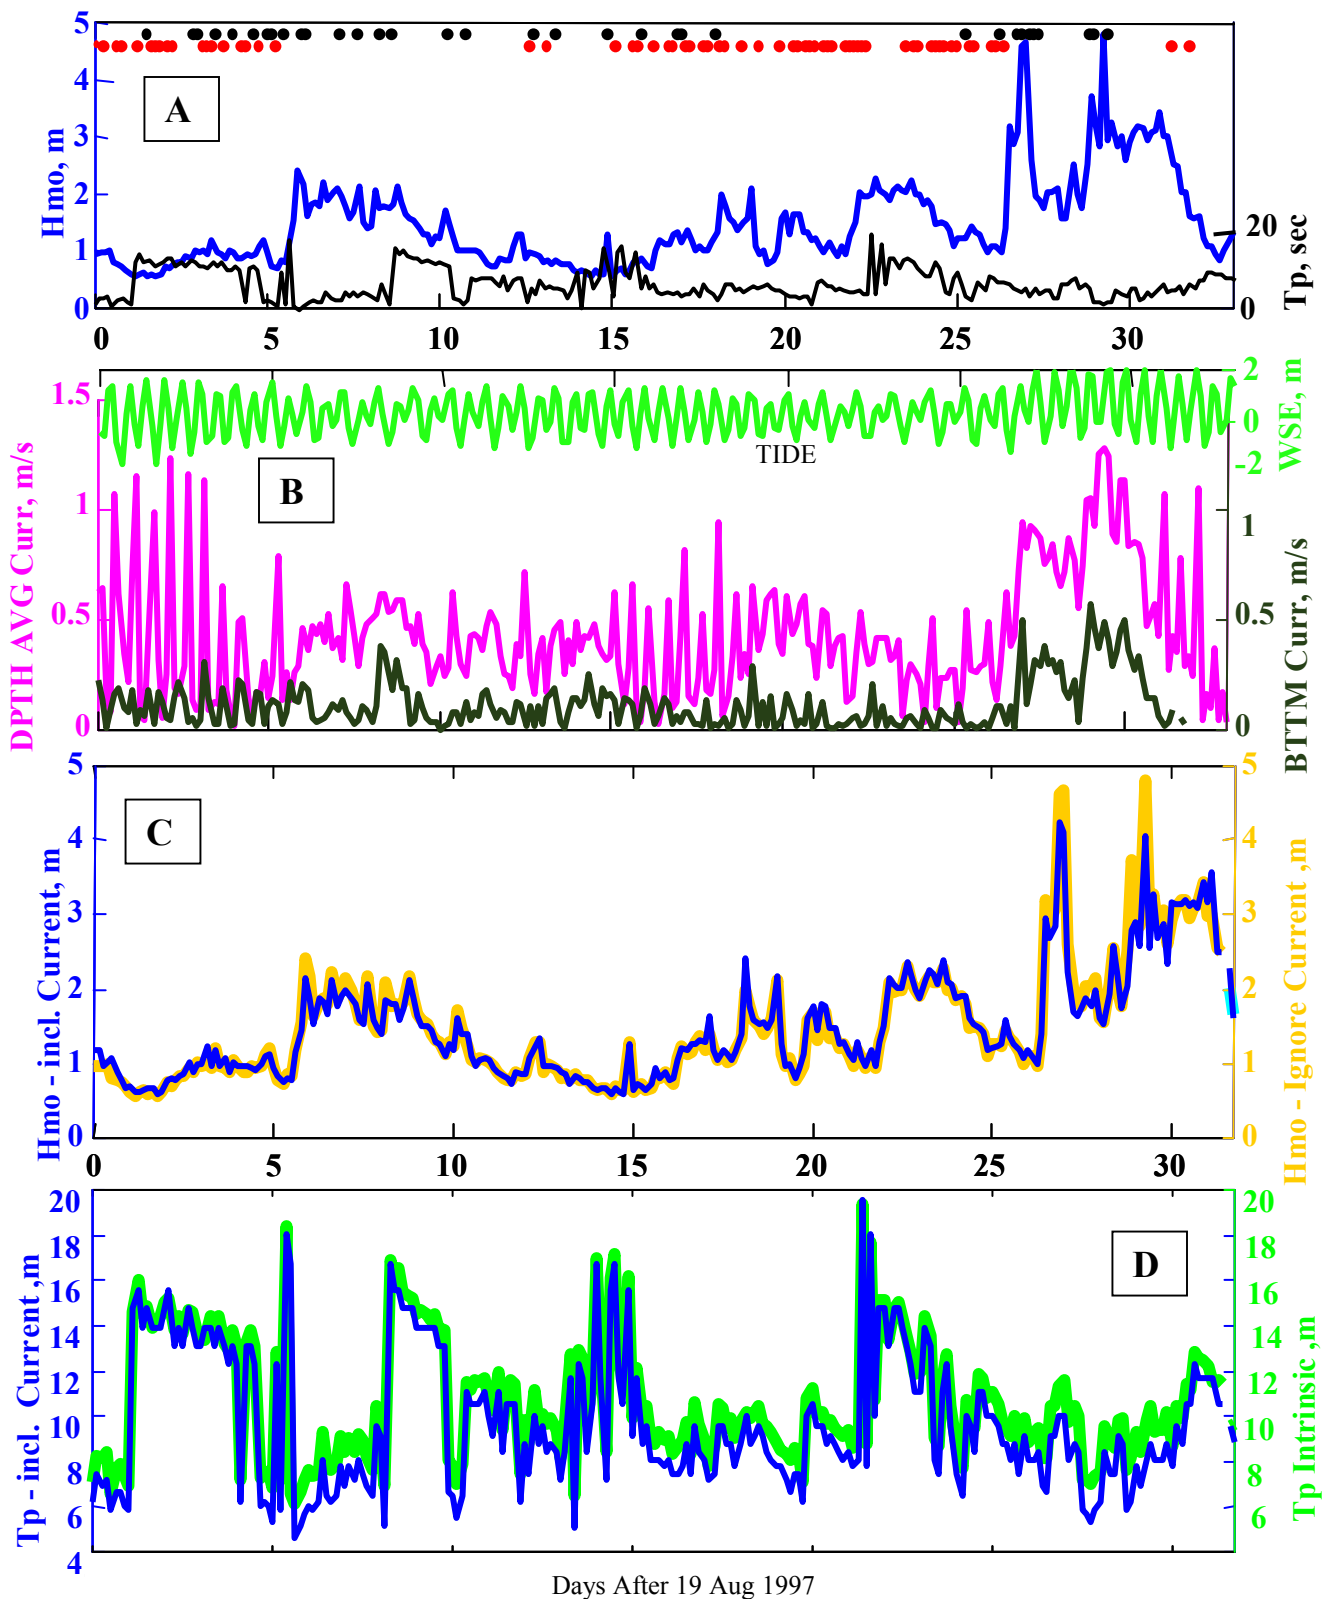 5
4
3
2
1
0
Hmo, m
A
20
0
Tp, sec
0 5 10 15 20 25 30
1.5
1
0.5
0
DPTH AVG Curr, m/s
B
TIDE
2
0
-2
WSE, m
1
0.5
0
BTTM Curr, m/s
5
4
3
2
1
0
Hmo - incl. Current, m
C
5
4
3
2
1
0
Hmo - Ignore Current ,m
0 5 10 15 20 25 30
20
18
16
14
12
10
8
6
4
Tp - incl. Current ,m
D
20
18
16
14
12
10
8
6
Tp Intrinsic ,m
Days After 19 Aug 1997